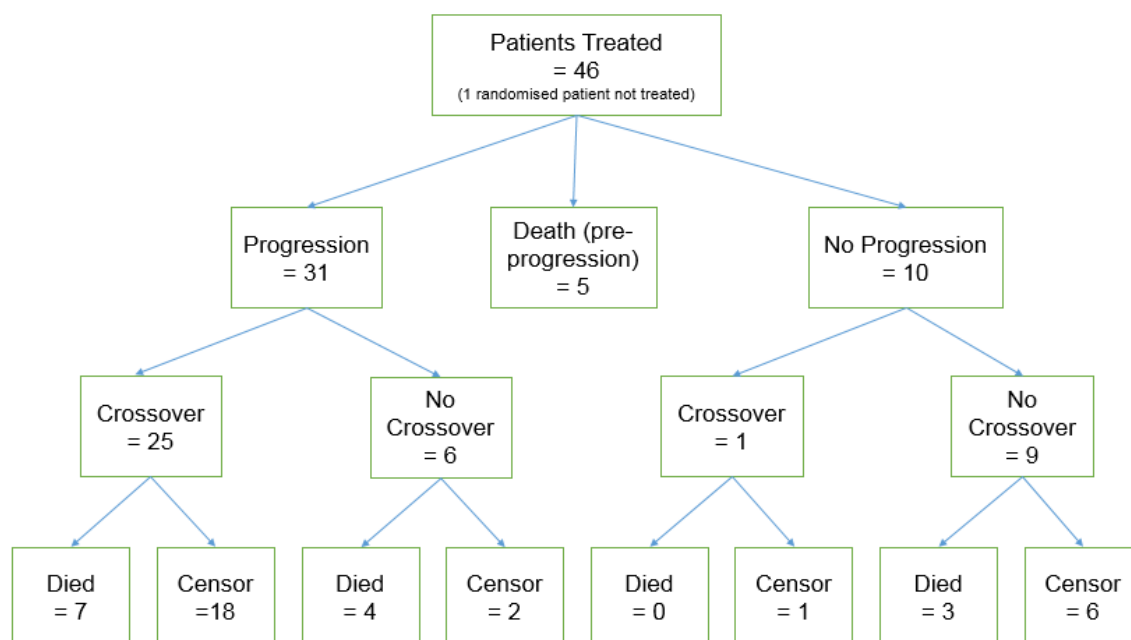 Patients Treated
= 46
(1 randomised patient not treated)
Progression
= 31
Death (pre-
progression)
= 5
No Progression
= 10
Crossover
= 25
No
Crossover
= 6
Crossover
= 1
No
Crossover
= 9
Died
= 7
Censor
=18
Died
= 4
Censor
= 2
Died
= 0
Censor
= 1
Died
= 3
Censor
= 6